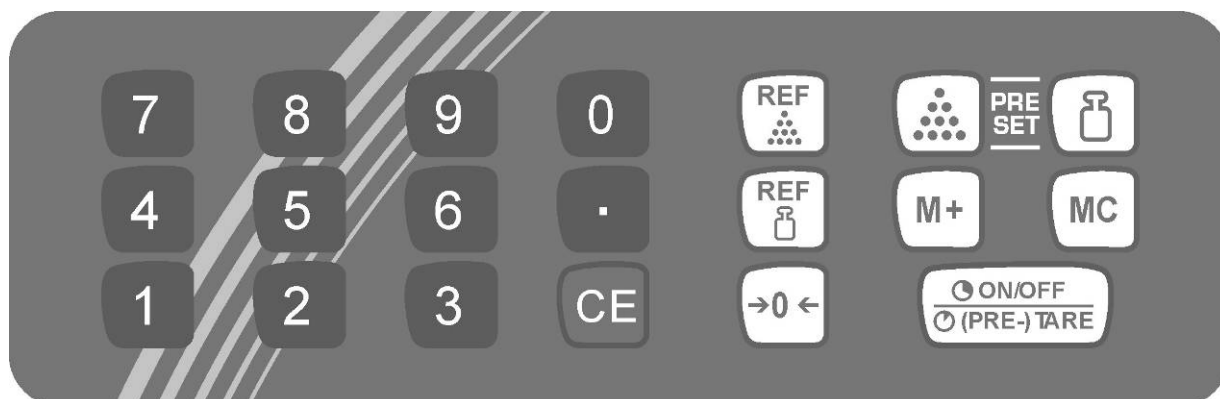 7 8 9 0 REF PRE SET
4 5 6 . REF M+ MC
1 2 3 CE →0← ON/OFF
(PRE-) TARE